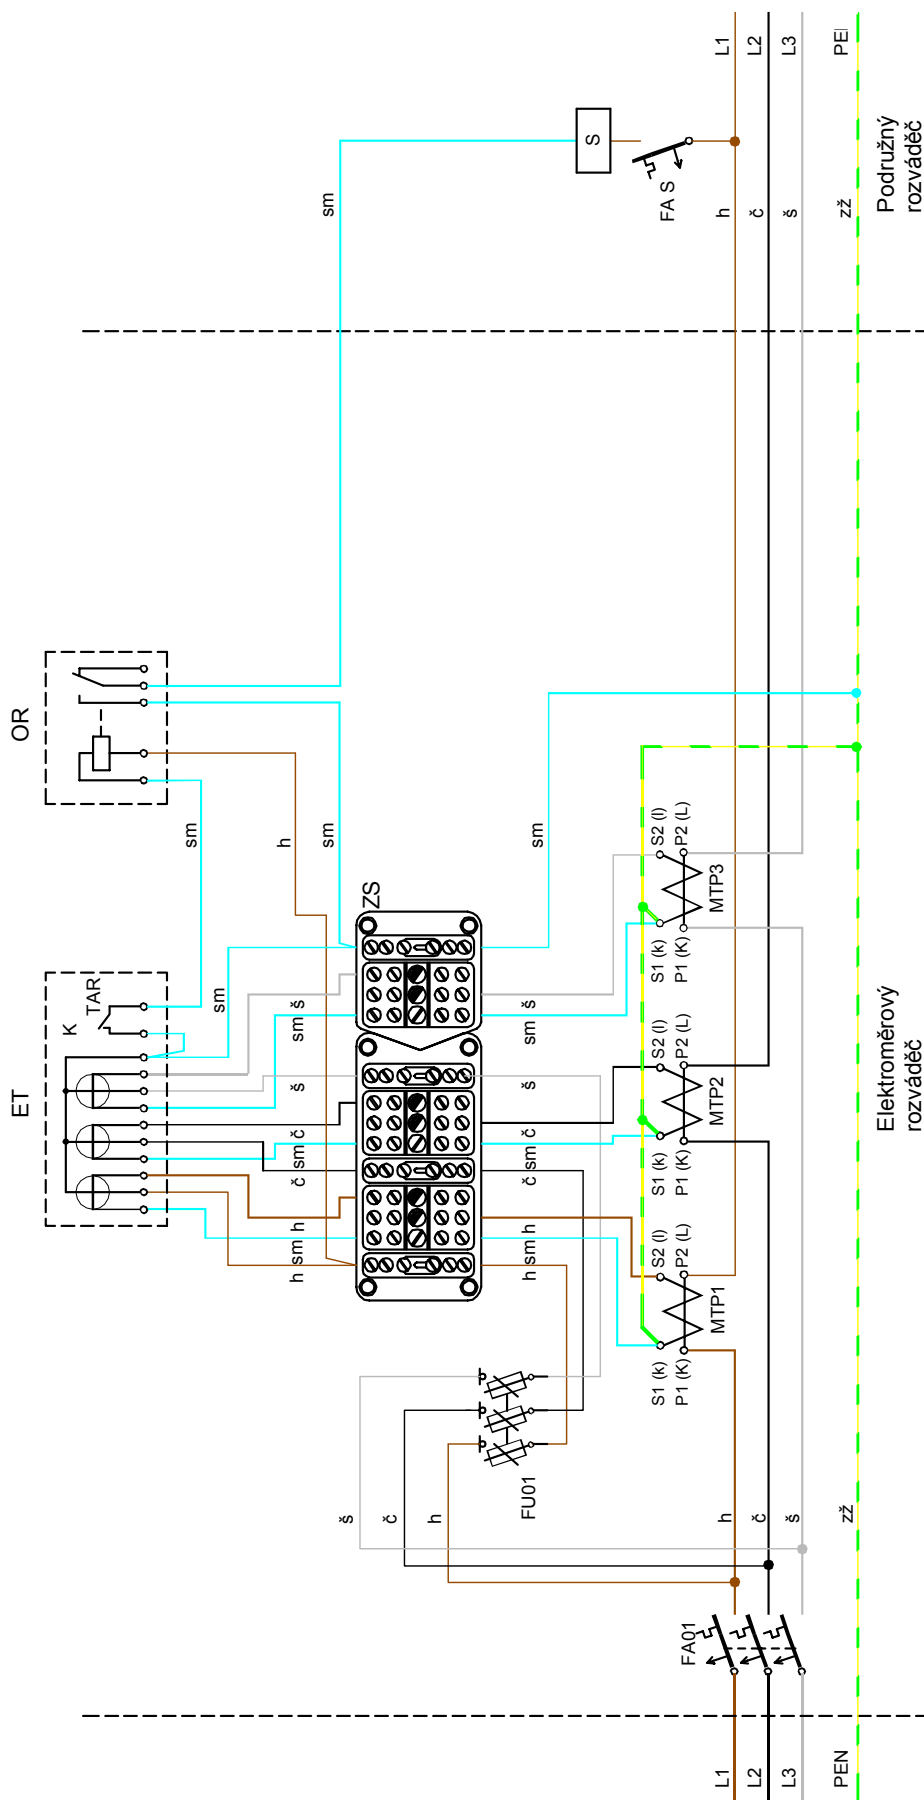 ET
OR
K
TAR
sm
sm
h
h sm h
č sm č
š
sm š
sm
sm
š
ZS
č
h
FU01
h sm h
č sm č
š
sm š
sm
S
FA S
FA01
S1 (k)
S2 (l)
P1 (K)
P2 (L)
MTP1
S1 (k)
S2 (l)
P1 (K)
P2 (L)
MTP2
S1 (k)
S2 (l)
P1 (K)
P2 (L)
MTP3
L1
h
h
L1
L2
č
č
L2
L3
š
š
L3
PEN
zž
zž
PE
Elektroměrový
rozváděč
Podružný
rozváděč